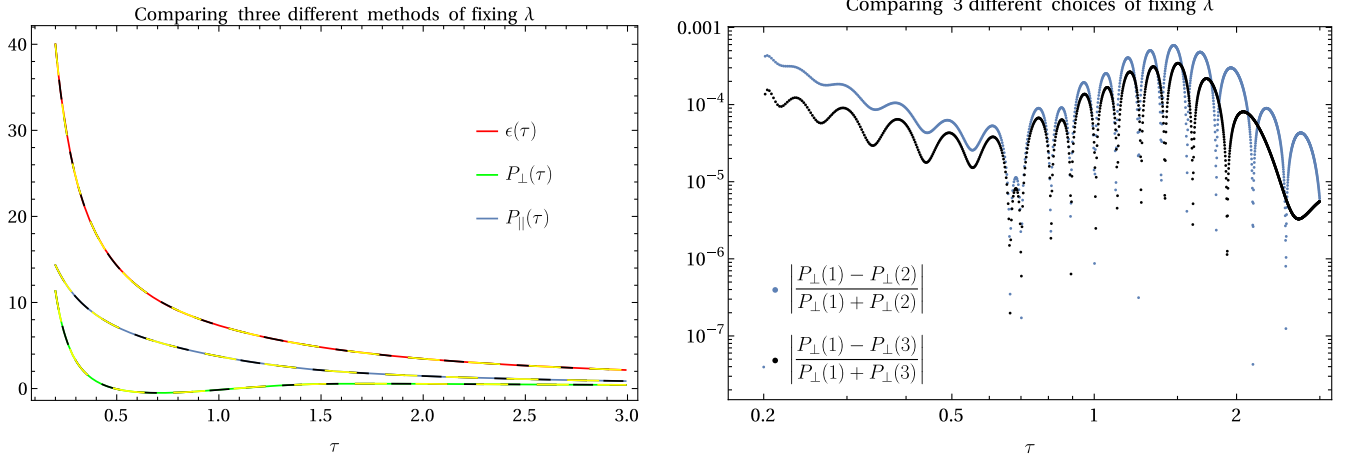 Comparing three different methods of fixing λ
40
30
20
10
0
ϵ(τ)
P⊥(τ)
P||(τ)
0.5 1.0 1.5 2.0 2.5 3.0
τ
Comparing 3 different choices of fixing λ
0.001
10⁻⁴
10⁻⁵
10⁻⁶
10⁻⁷
|P⊥(1) − P⊥(2)|
|P⊥(1) + P⊥(2)|
|P⊥(1) − P⊥(3)|
|P⊥(1) + P⊥(3)|
0.2 0.5 1 2
τ